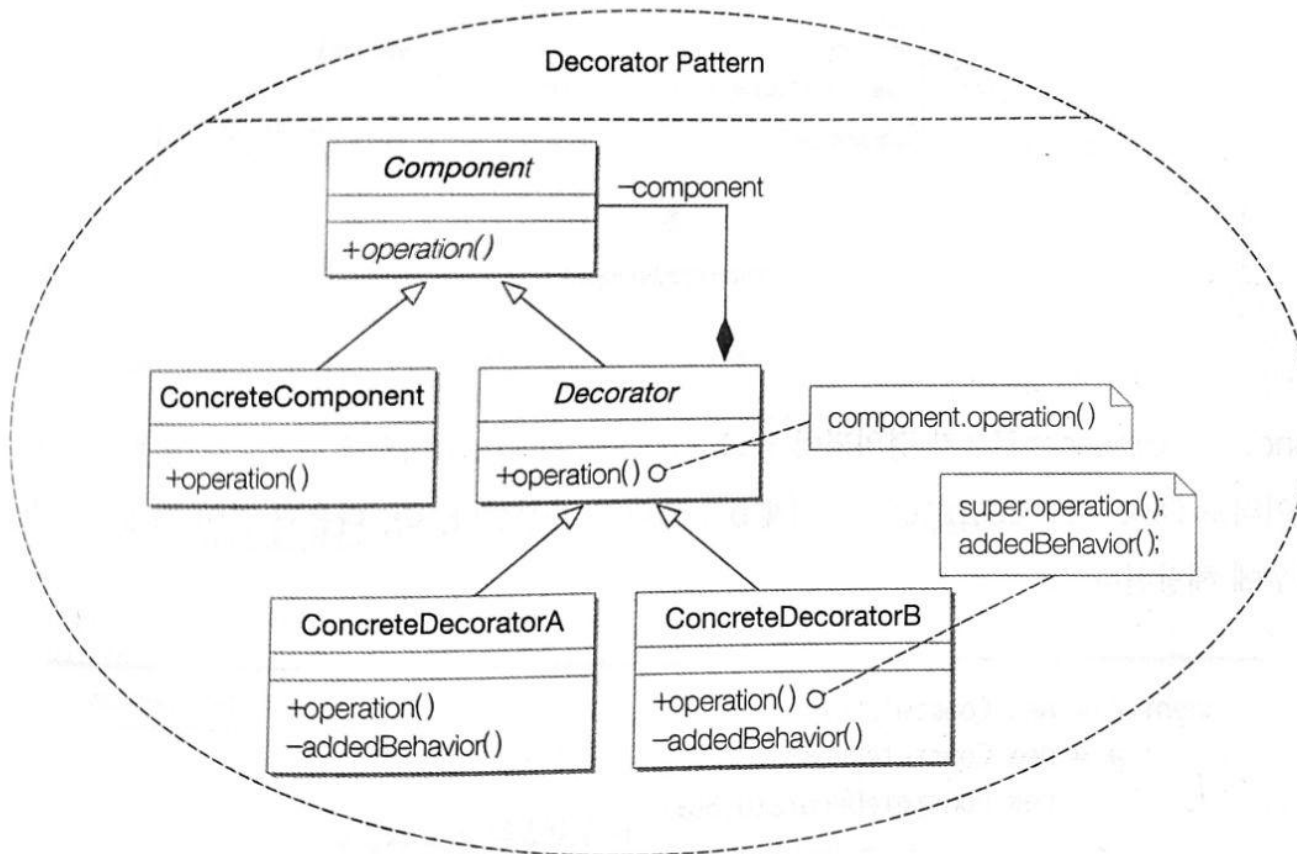 Decorator Pattern
Component
-component
+operation()
ConcreteComponent
+operation()
Decorator
+operation()
component.operation()
super.operation();
addedBehavior();
ConcreteDecoratorA
+operation()
-addedBehavior()
ConcreteDecoratorB
+operation()
-addedBehavior()